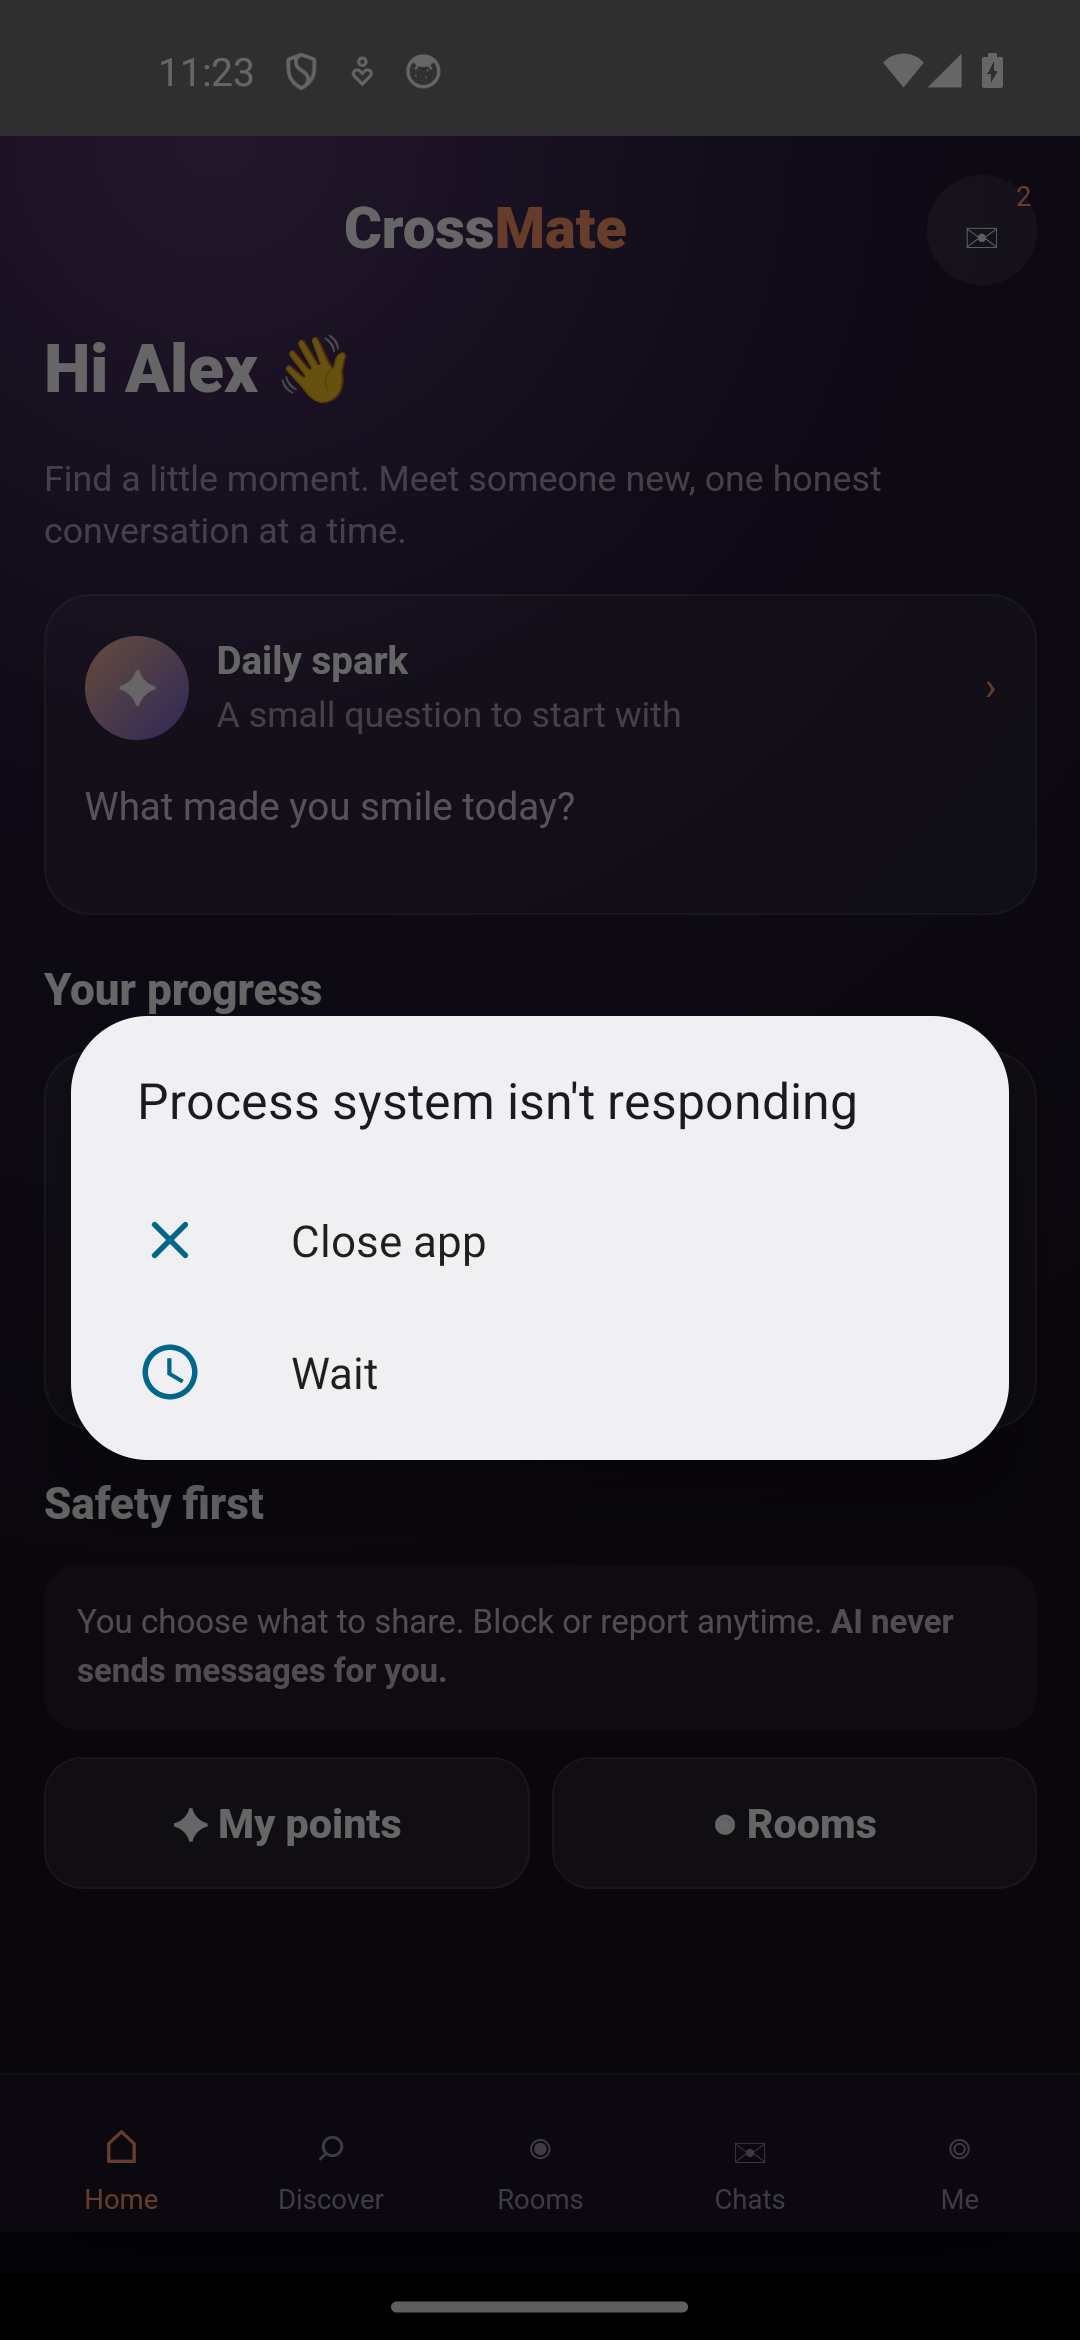 11:23
CrossMate
2
Hi Alex 👋
Find a little moment. Meet someone new, one honest
conversation at a time.
Daily spark
A small question to start with
What made you smile today?
Your progress
Process system isn't responding
Close app
Wait
Safety first
You choose what to share. Block or report anytime. AI never
sends messages for you.
My points
Rooms
Home
Discover
Rooms
Chats
Me